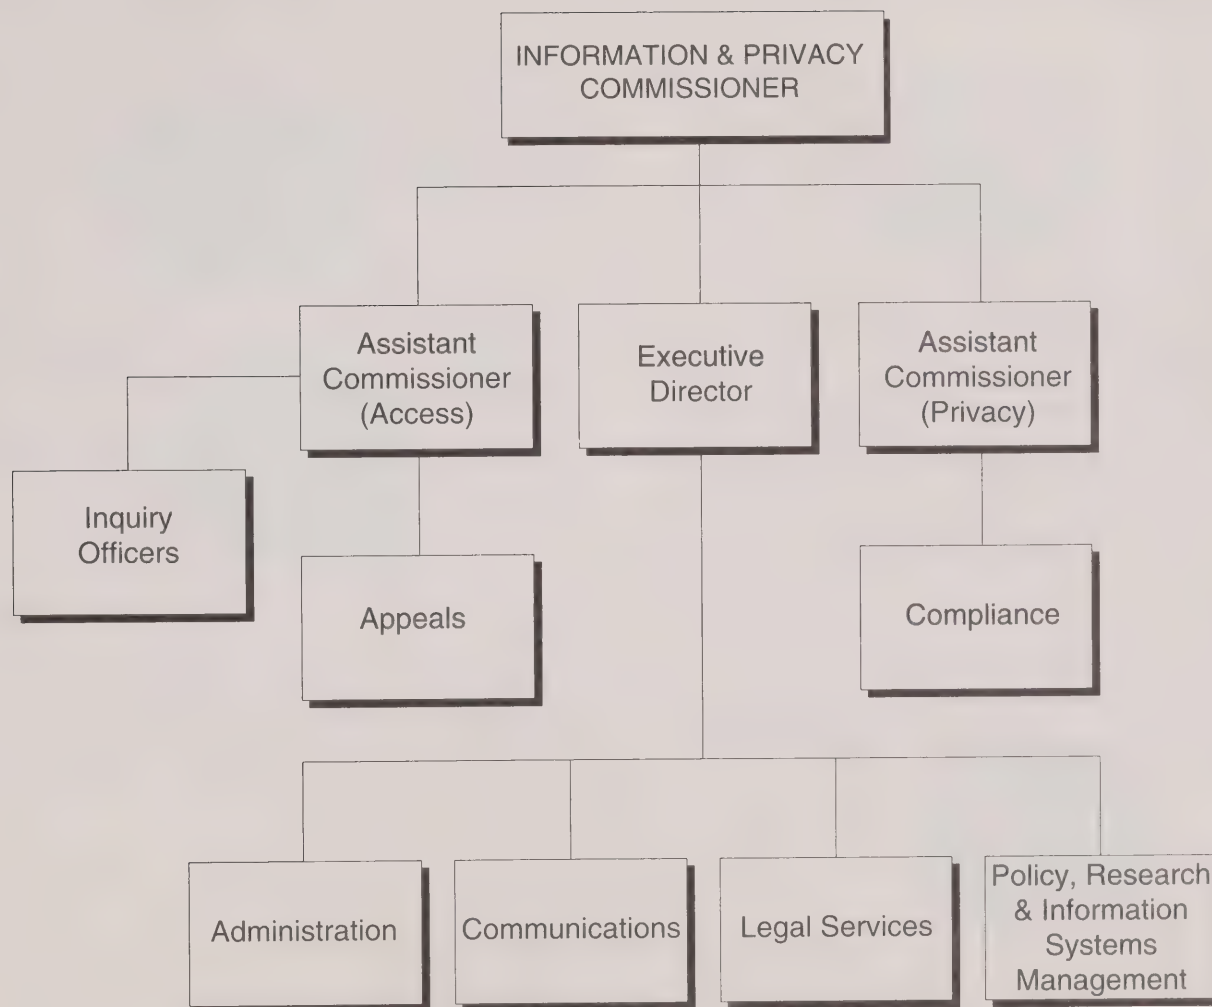 INFORMATION & PRIVACY
COMMISSIONER
Assistant
Commissioner
(Access)
Executive
Director
Assistant
Commissioner
(Privacy)
Inquiry
Officers
Appeals
Compliance
Administration
Communications
Legal Services
Policy, Research
& Information
Systems
Management